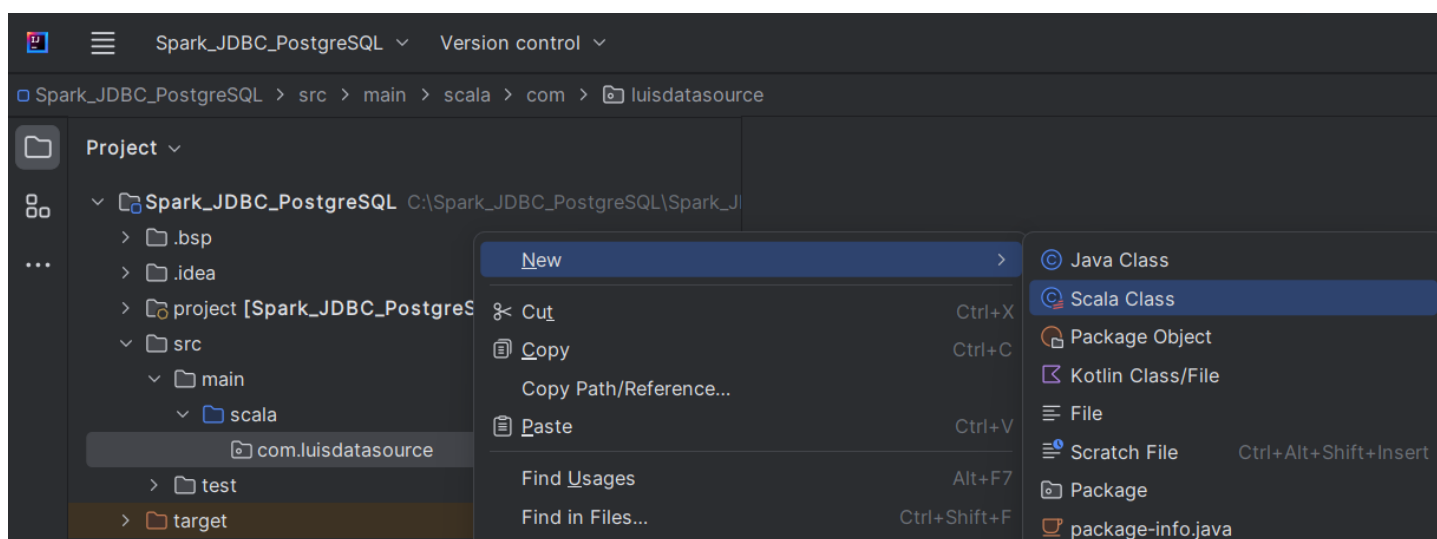 Spark_JDBC_PostgreSQL Version control
Spark_JDBC_PostgreSQL > src > main > scala > com > luisdatasource
Project
Spark_JDBC_PostgreSQL C:\Spark_JDBC_PostgreSQL\Spark_J
.bsp
.idea
project [Spark_JDBC_PostgreS
src
main
scala
com.luisdatasource
test
target
New >
Cut Ctrl+X
Copy Ctrl+C
Copy Path/Reference...
Paste Ctrl+V
Find Usages Alt+F7
Find in Files... Ctrl+Shift+F
Java Class
Scala Class
Package Object
Kotlin Class/File
File
Scratch File Ctrl+Alt+Shift+Insert
Package
package-info.java